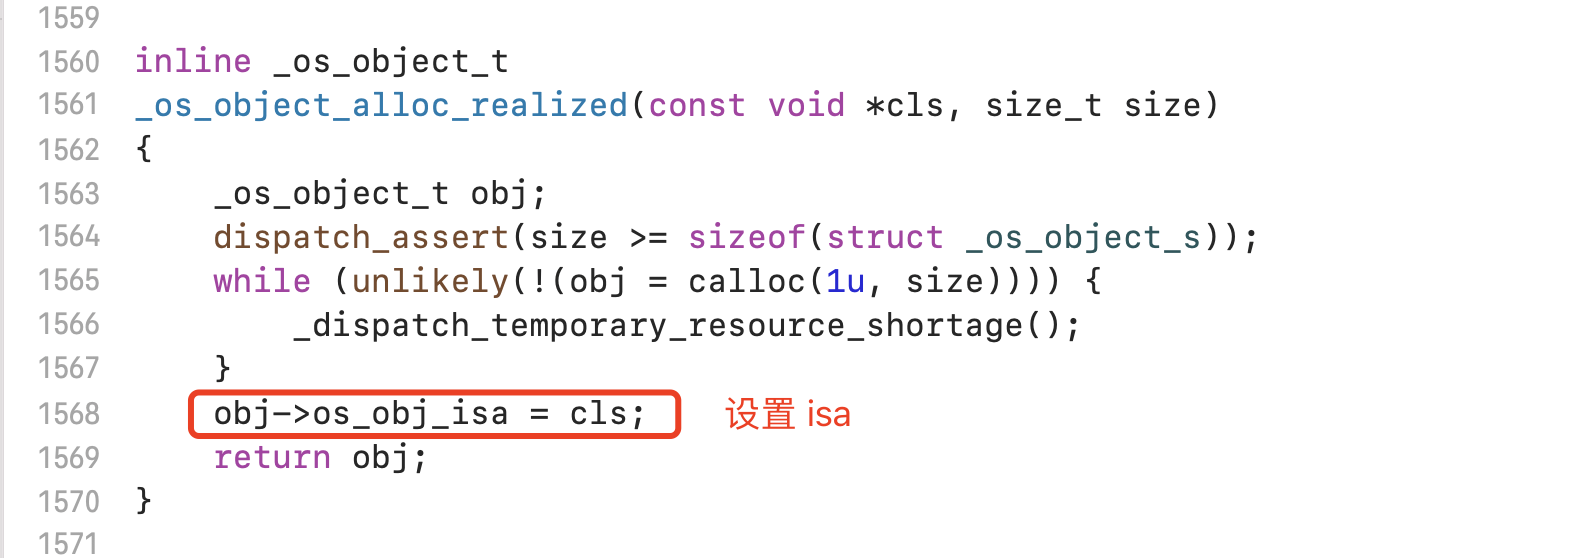 1559
1560 inline _os_object_t
1561 _os_object_alloc_realized(const void *cls, size_t size)
1562 {
1563 _os_object_t obj;
1564 dispatch_assert(size >= sizeof(struct _os_object_s));
1565 while (unlikely(!(obj = calloc(1u, size)))) {
1566 _dispatch_temporary_resource_shortage();
1567 }
1568 obj->os_obj_isa = cls; 设置 isa
1569 return obj;
1570 }
1571